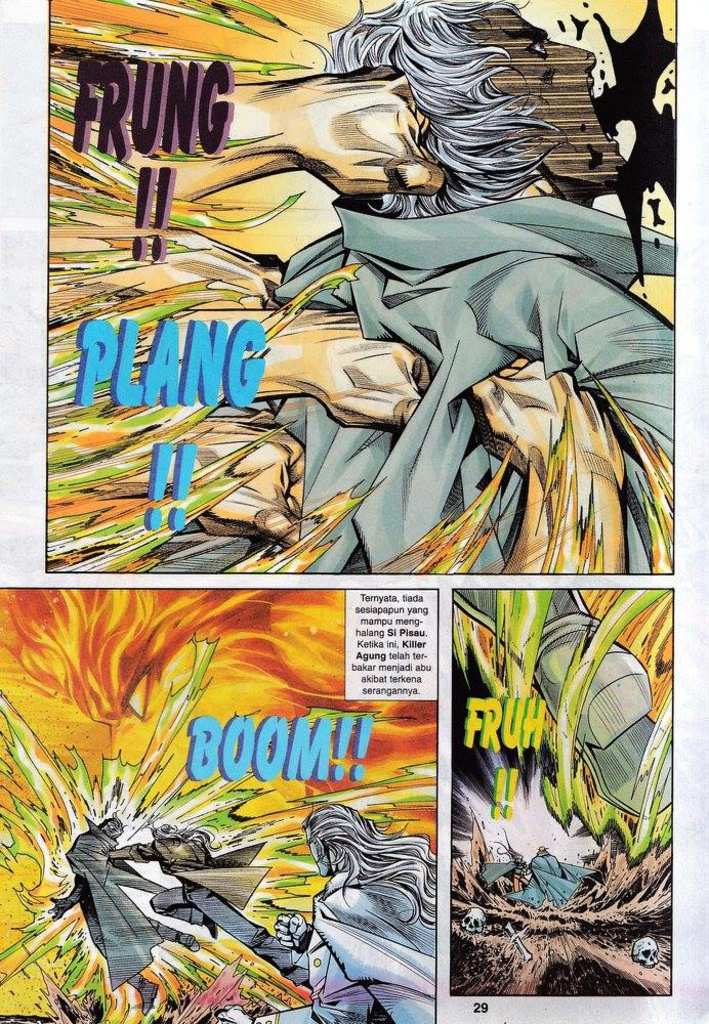 FRUNG
!!
PLANG
!!
Ternyata, tiada
sesiapapun yang
mampu meng-
halang Si Pisau.
Ketika ini, Killer
Agung telah ter-
bakar menjadi abu
akibat terkena
serangannya.
BOOM!!
FRUH
!!
29